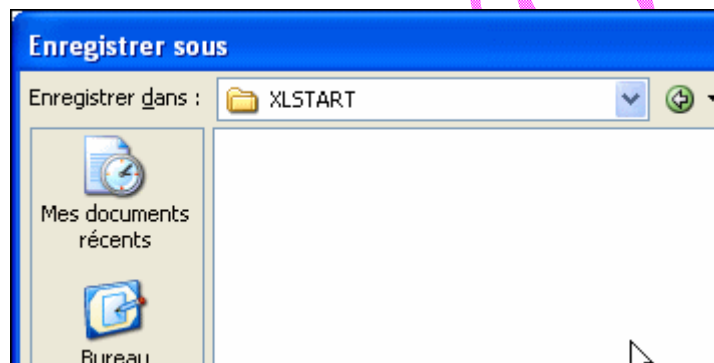 Enregistrer sous
Enregistrer dans :
XLSTART
Mes documents
récents
Bureau